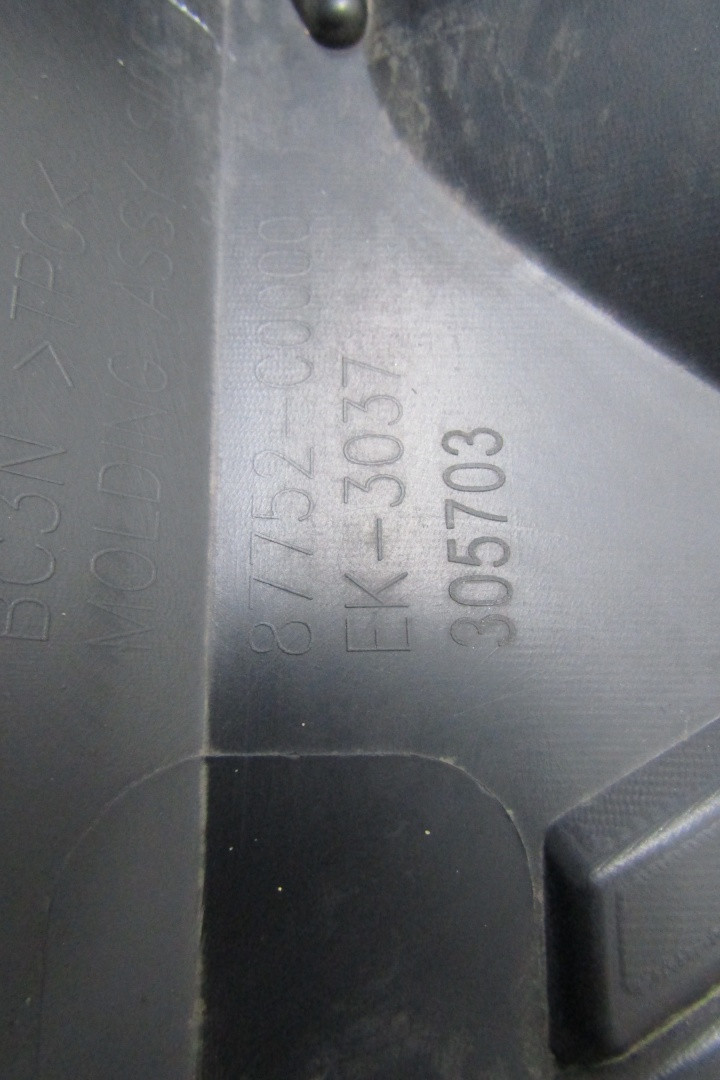 BC3N >TPO<
MOLDING ASSY
87752-C0000
EK-3037
305703